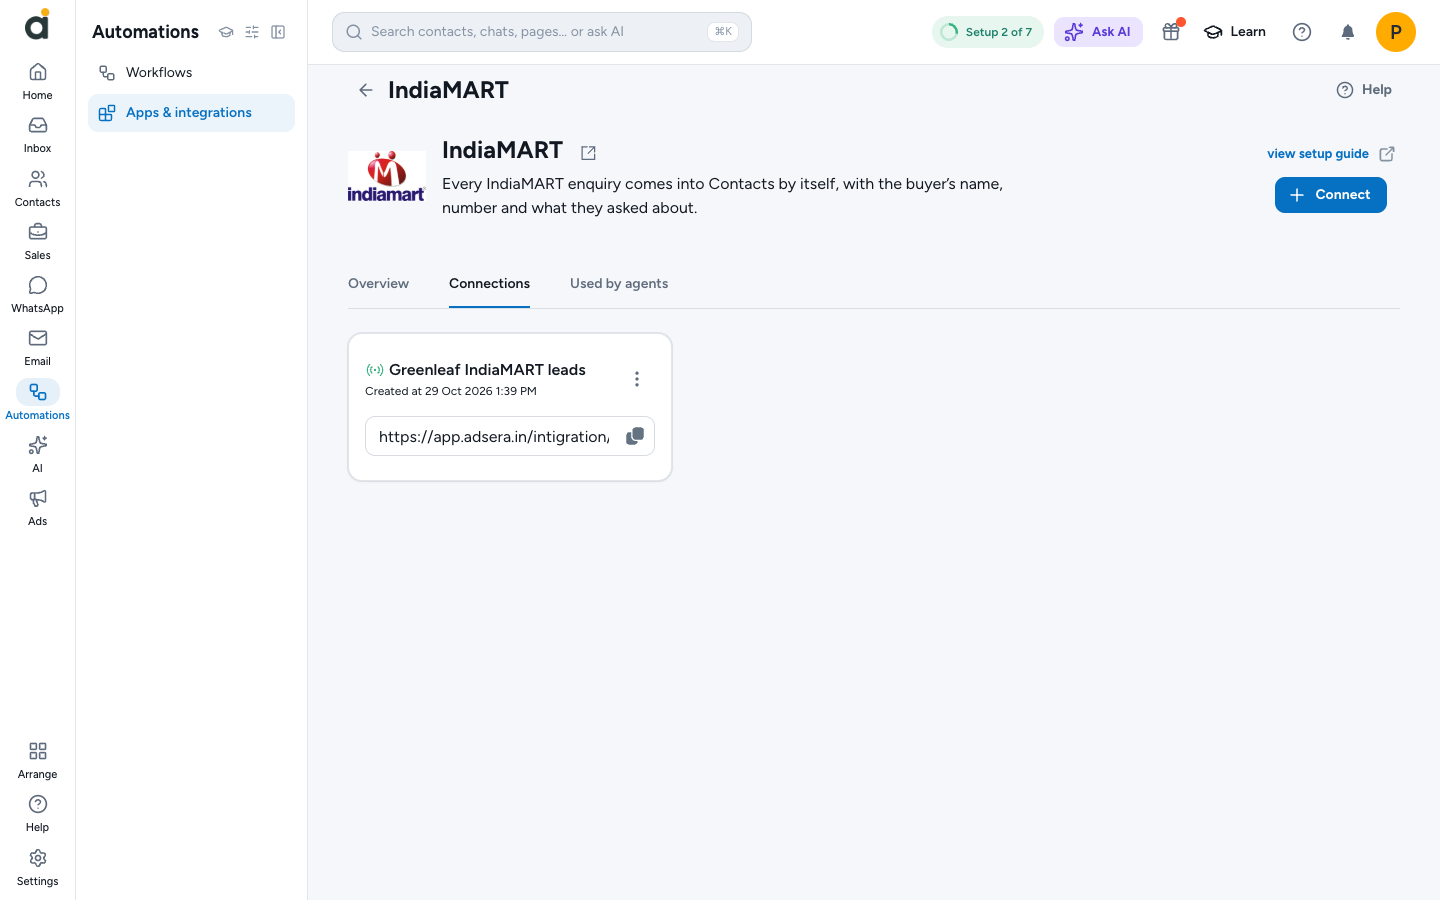 Automations
Search contacts, chats, pages... or ask AI
⌘K
Setup 2 of 7
Ask AI
Learn
P
Home
Inbox
Contacts
Sales
WhatsApp
Email
Automations
AI
Ads
Arrange
Help
Settings
Workflows
Apps & integrations
IndiaMART
Help
indiamart
IndiaMART
Every IndiaMART enquiry comes into Contacts by itself, with the buyer’s name,
number and what they asked about.
view setup guide
Connect
Overview
Connections
Used by agents
Greenleaf IndiaMART leads
Created at 29 Oct 2026 1:39 PM
https://app.adsera.in/intigration/